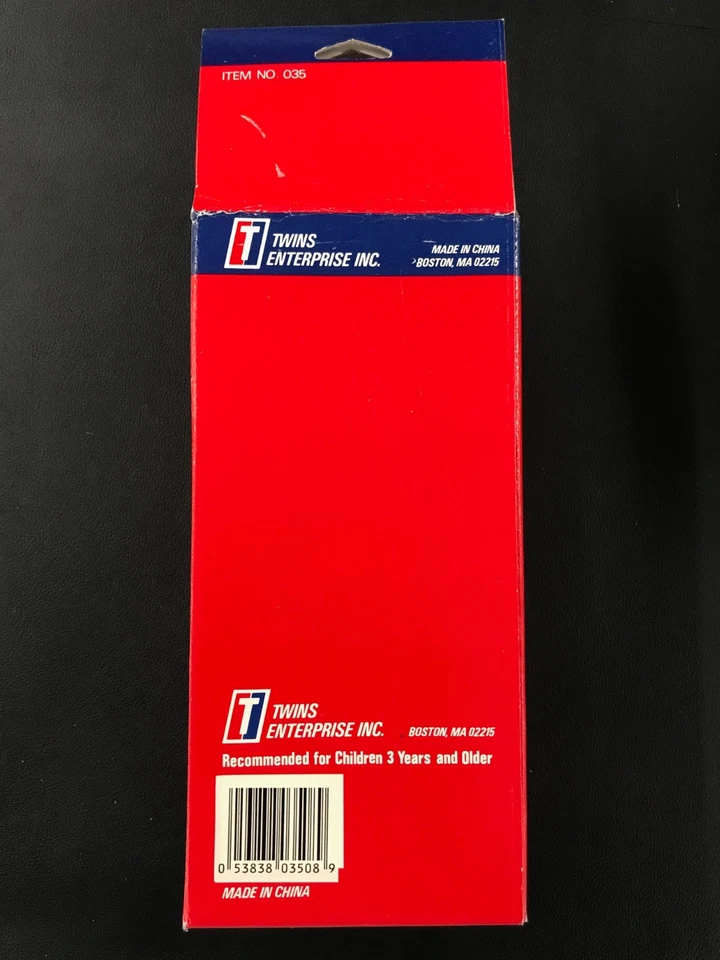 ITEM NO. 035
TWINS
ENTERPRISE INC.
MADE IN CHINA
BOSTON, MA 02215
TWINS
ENTERPRISE INC.
BOSTON, MA 02215
Recommended for Children 3 Years and Older
0 53838 03508 9
MADE IN CHINA